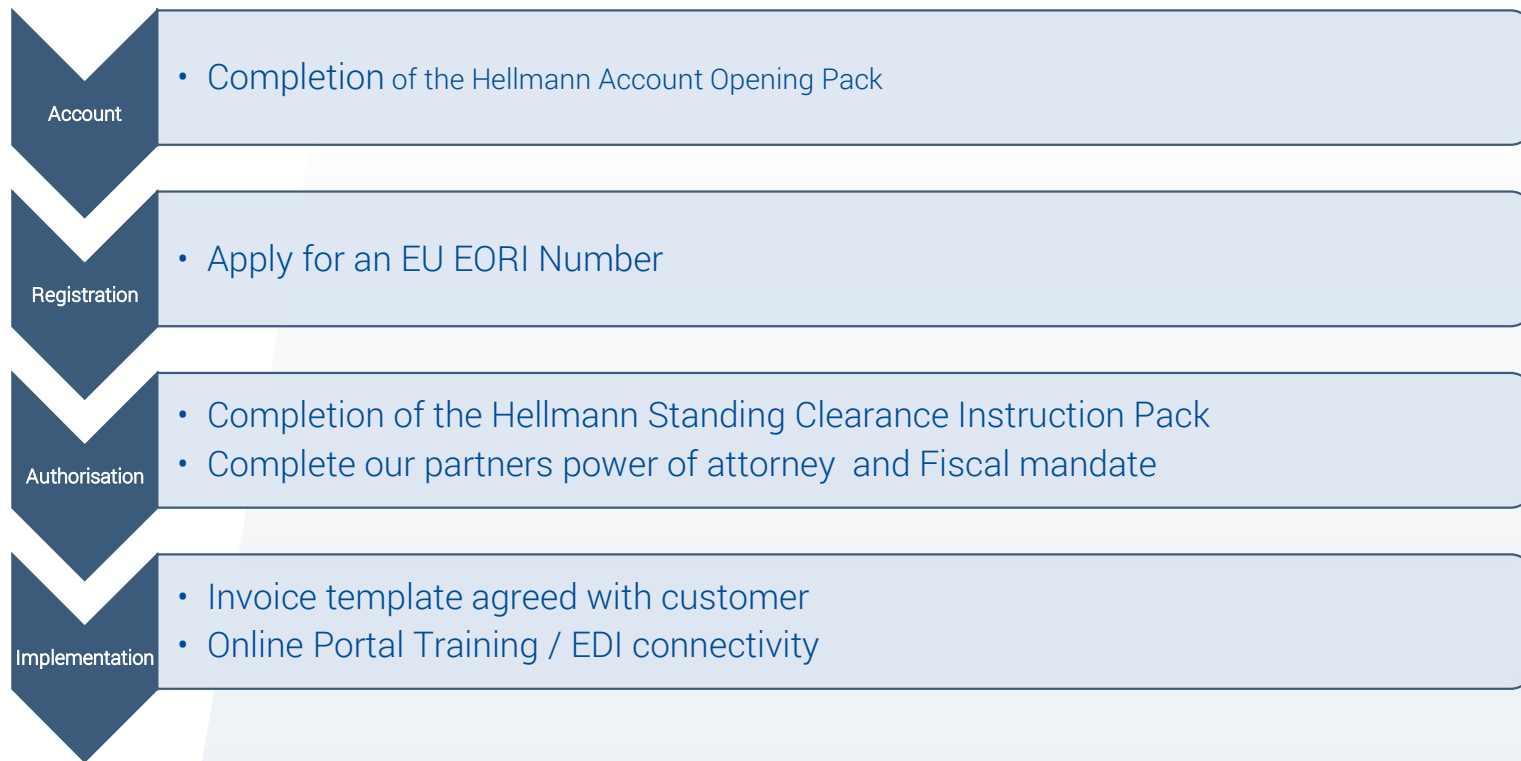 Account
• Completion of the Hellmann Account Opening Pack
Registration
• Apply for an EU EORI Number
Authorisation
• Completion of the Hellmann Standing Clearance Instruction Pack
• Complete our partners power of attorney  and Fiscal mandate
Implementation
• Invoice template agreed with customer
• Online Portal Training / EDI connectivity